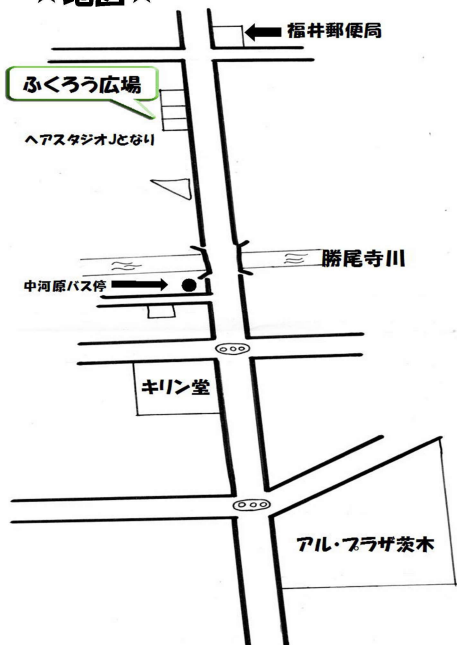 ☆地図☆
福井郵便局
ふくろう広場
ヘアスタジオJとなり
勝尾寺川
中河原バス停
キリン堂
アル・プラザ茨木